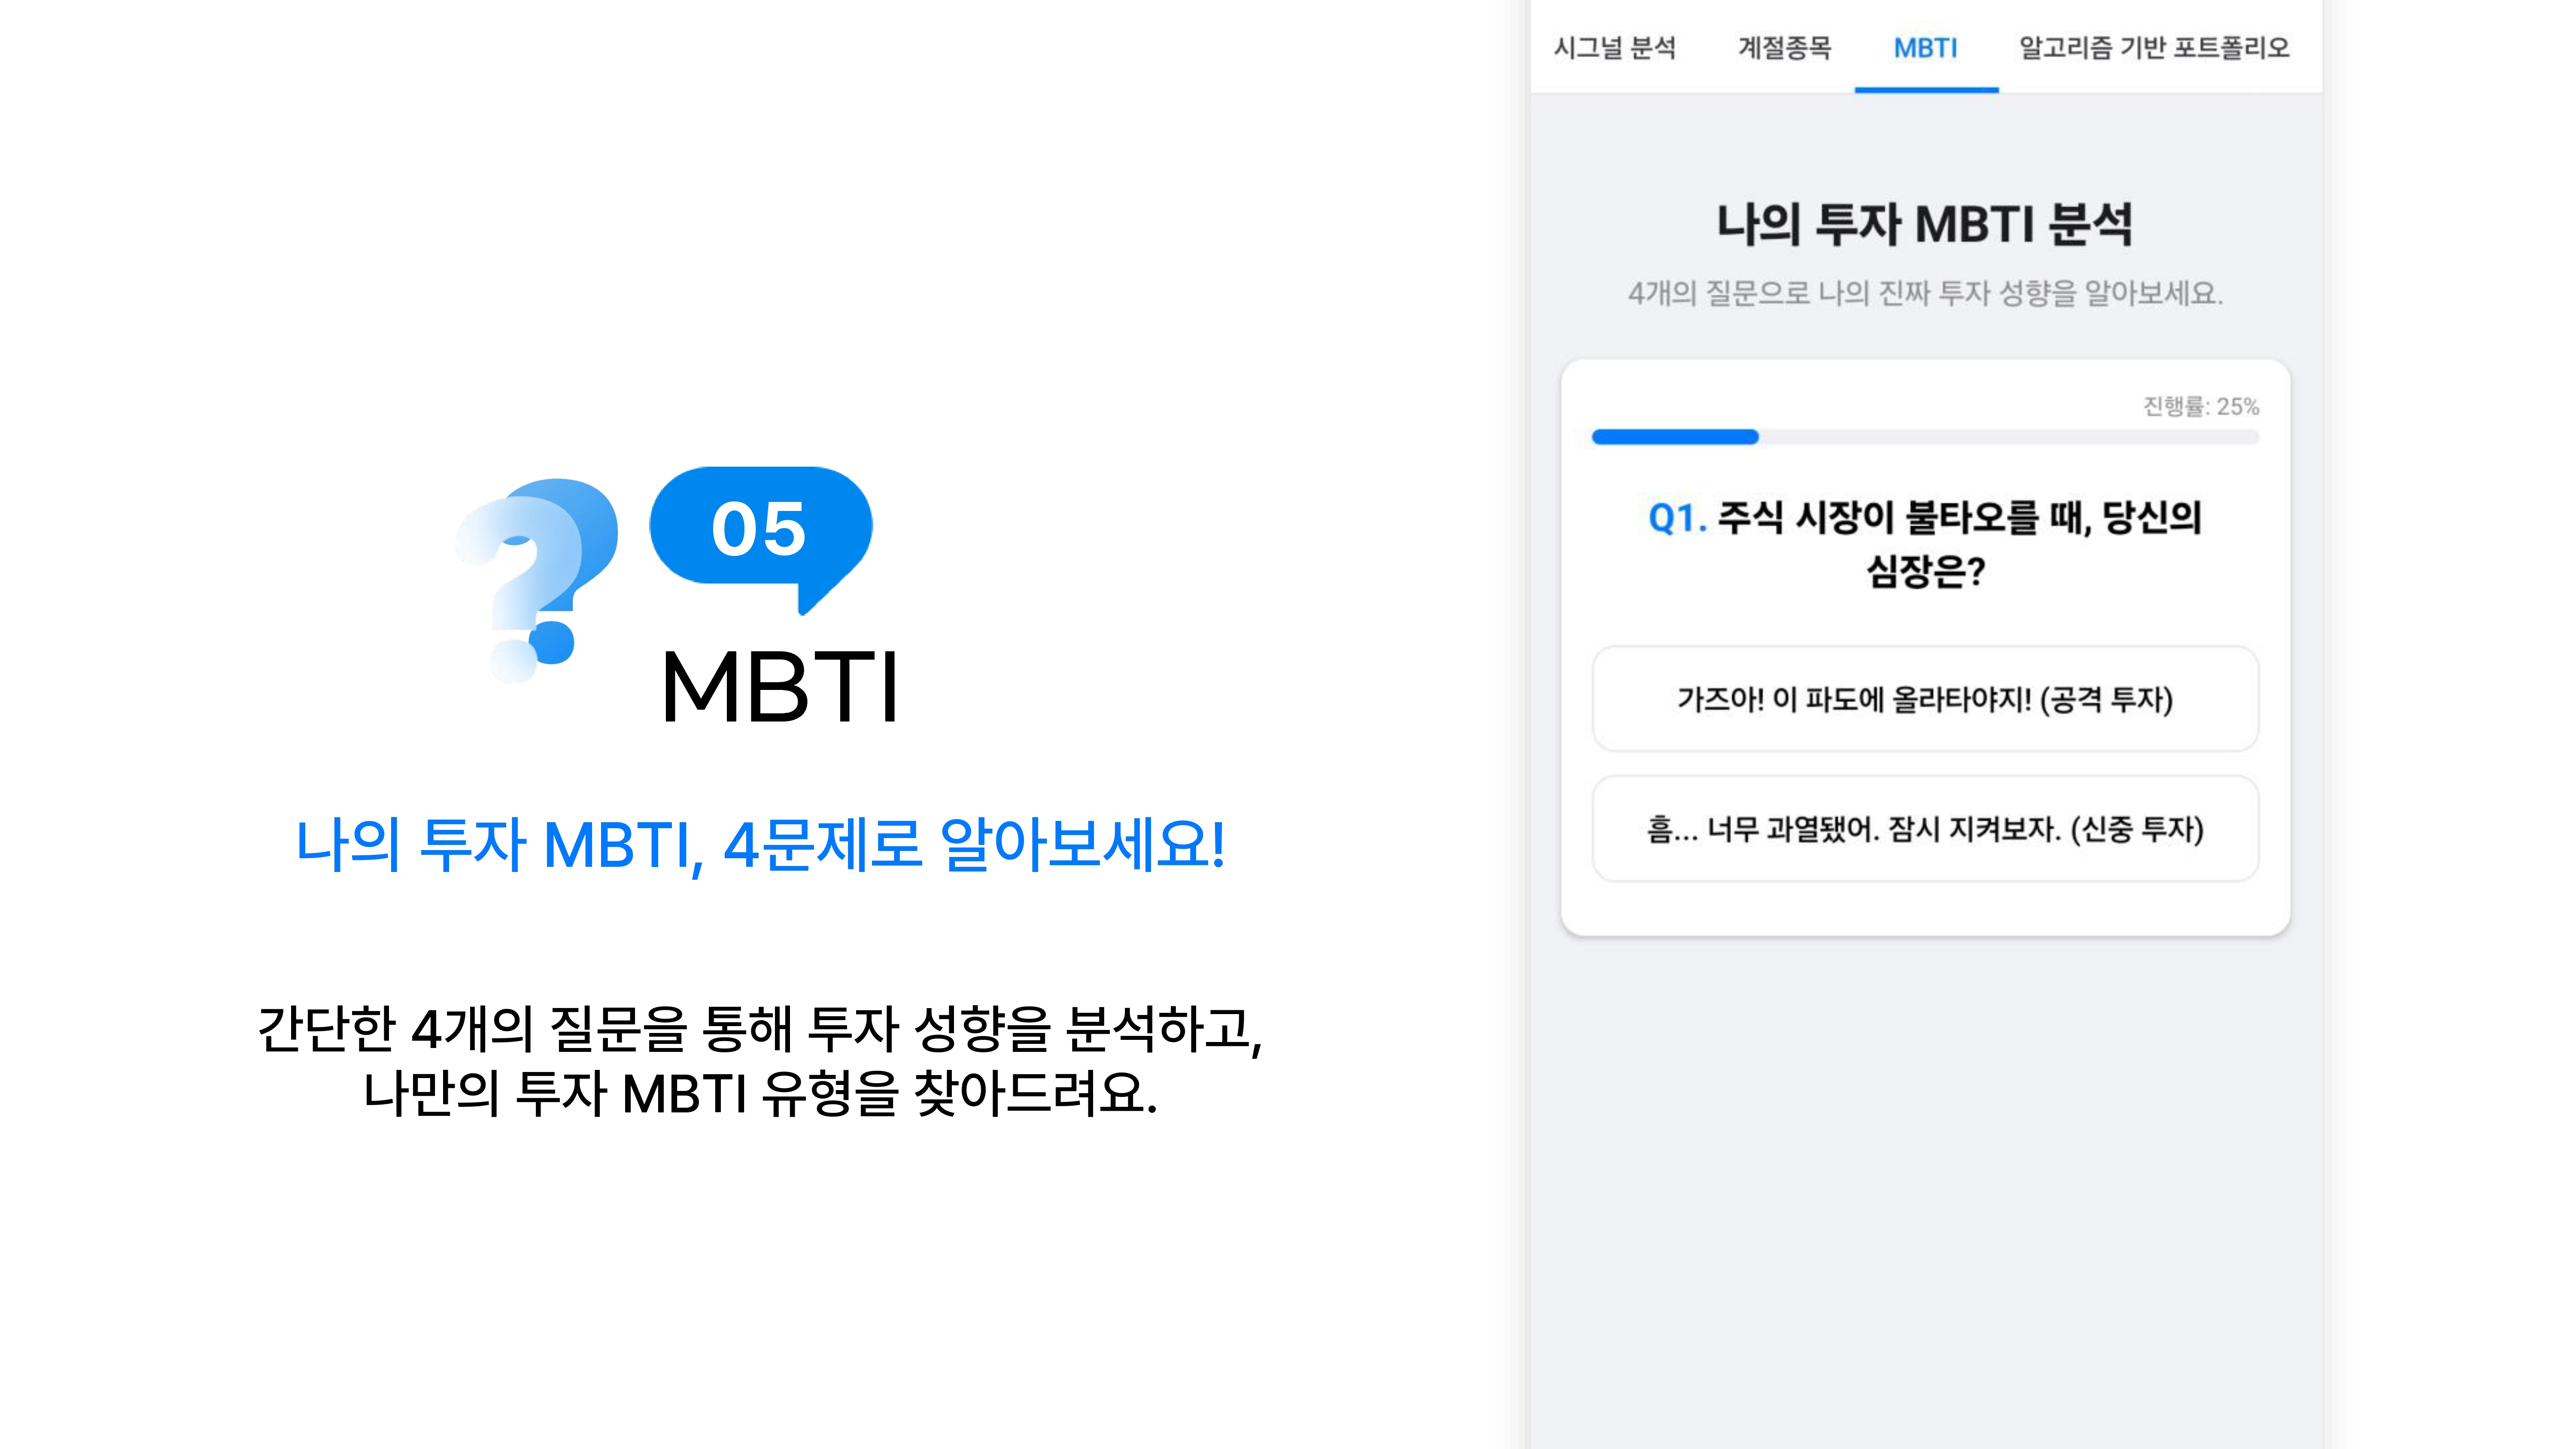 05
MBTI
나의 투자 MBTI, 4문제로 알아보세요!
간단한 4개의 질문을 통해 투자 성향을 분석하고,
나만의 투자 MBTI 유형을 찾아드려요.
시그널 분석 계절종목 MBTI 알고리즘 기반 포트폴리오
나의 투자 MBTI 분석
4개의 질문으로 나의 진짜 투자 성향을 알아보세요.
진행률: 25%
Q1. 주식 시장이 불타오를 때, 당신의
심장은?
가즈아! 이 파도에 올라타야지! (공격 투자)
흠... 너무 과열됐어. 잠시 지켜보자. (신중 투자)